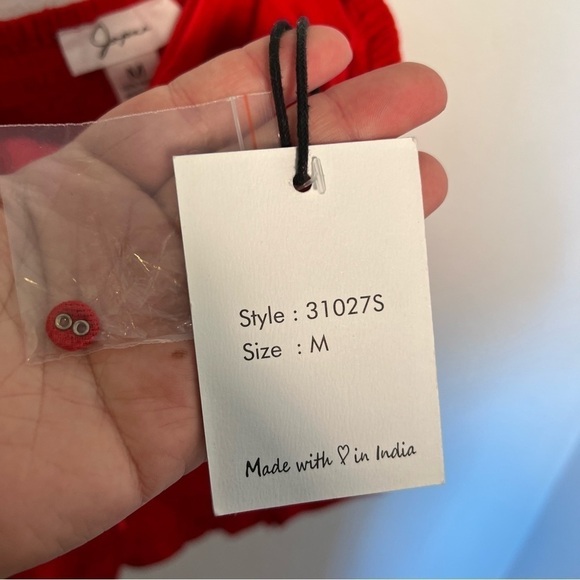 M
Style : 31027S
Size : M
Made with ♡ in India